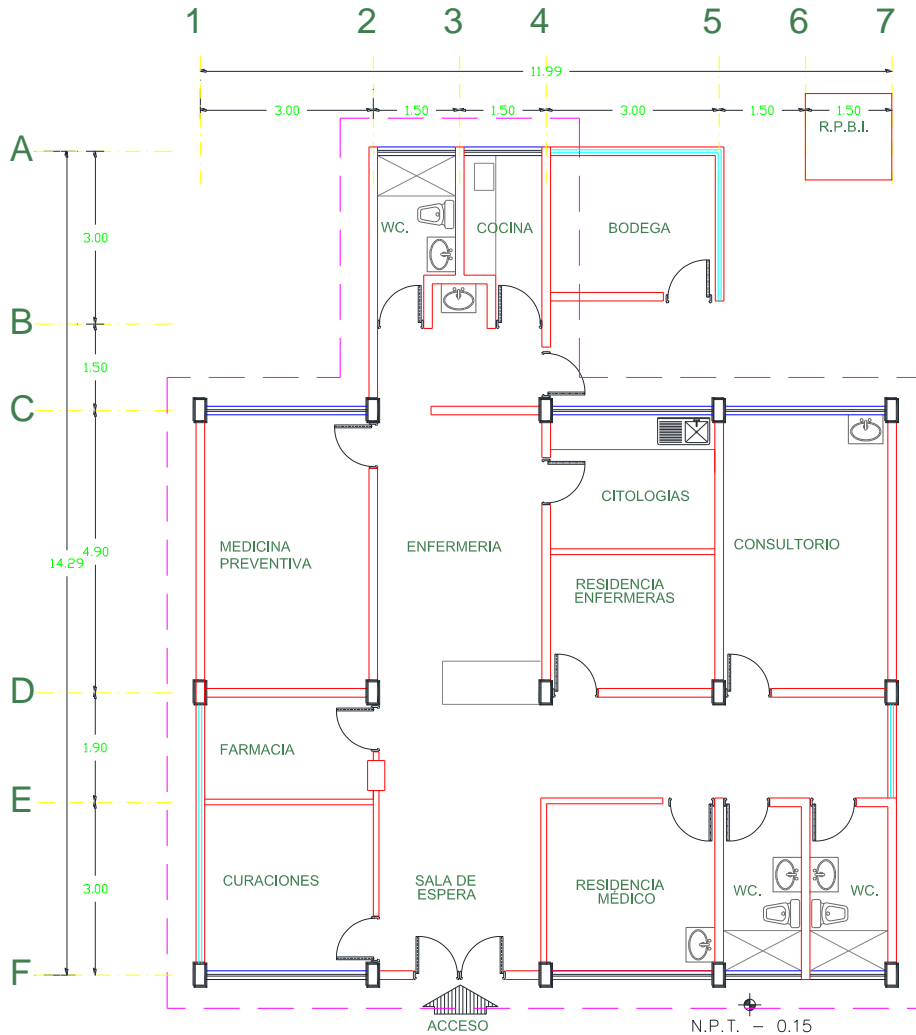 1 2 3 4 5 6 7
11.99
3.00 1.50 1.50 3.00 1.50 1.50
R.P.B.I.
A
3.00
WC.
COCINA
BODEGA
B
1.50
C
CITOLOGIAS
MEDICINA
PREVENTIVA
ENFERMERIA
CONSULTORIO
14.29
4.90
RESIDENCIA
ENFERMERAS
D
1.90
FARMACIA
E
3.00
CURACIONES
SALA DE
ESPERA
RESIDENCIA
MÉDICO
WC.
WC.
F
ACCESO
N.P.T. - 0.15